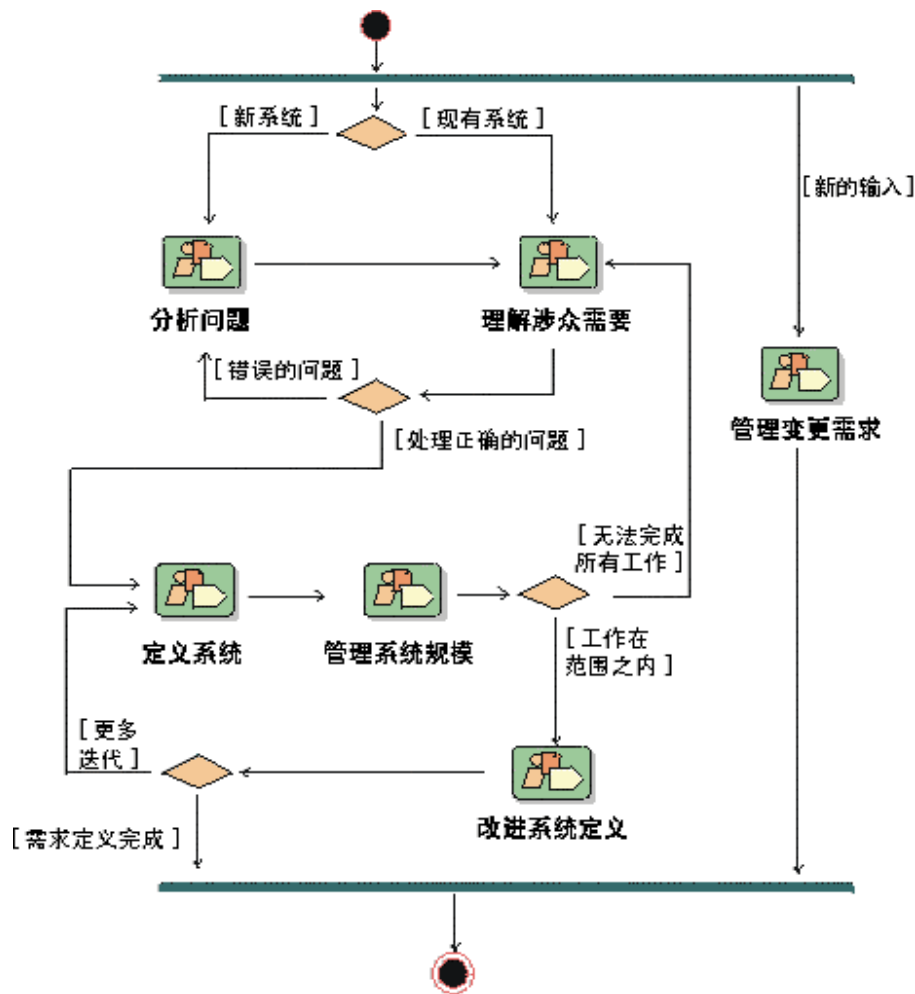 [ 新系统 ]
[ 现有系统 ]
[ 新的输入 ]
分析问题
理解涉众需要
[ 错误的问题 ]
管理变更需求
[ 处理正确的问题 ]
[ 无法完成
所有工作 ]
定义系统
管理系统规模
[ 工作在
范围之内 ]
[ 更多
迭代 ]
改进系统定义
[ 需求定义完成 ]